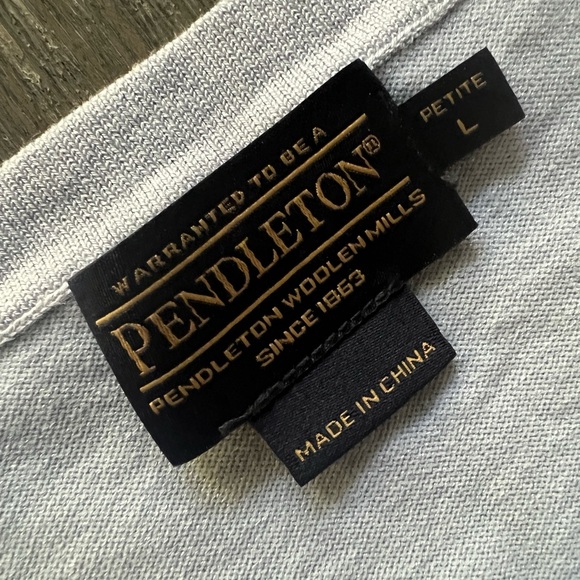 WARRANTED TO BE A
PENDLETON®
PENDLETON WOOLEN MILLS
SINCE 1863
PETITE
L
MADE IN CHINA